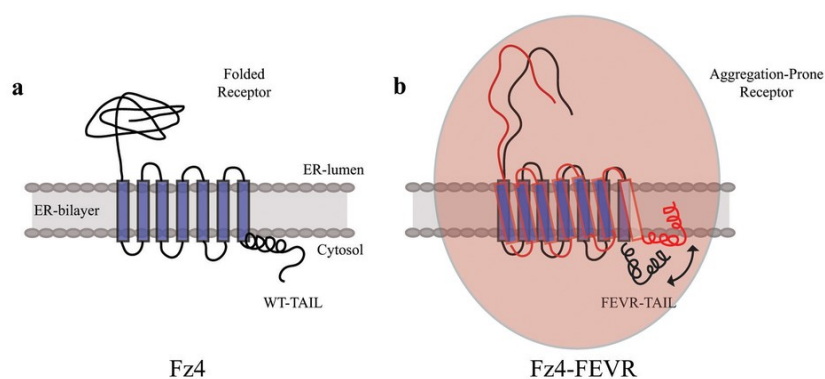 a
Folded
Receptor
ER-lumen
ER-bilayer
Cytosol
WT-TAIL
Fz4
b
Aggregation-Prone
Receptor
FEVR-TAIL
Fz4-FEVR